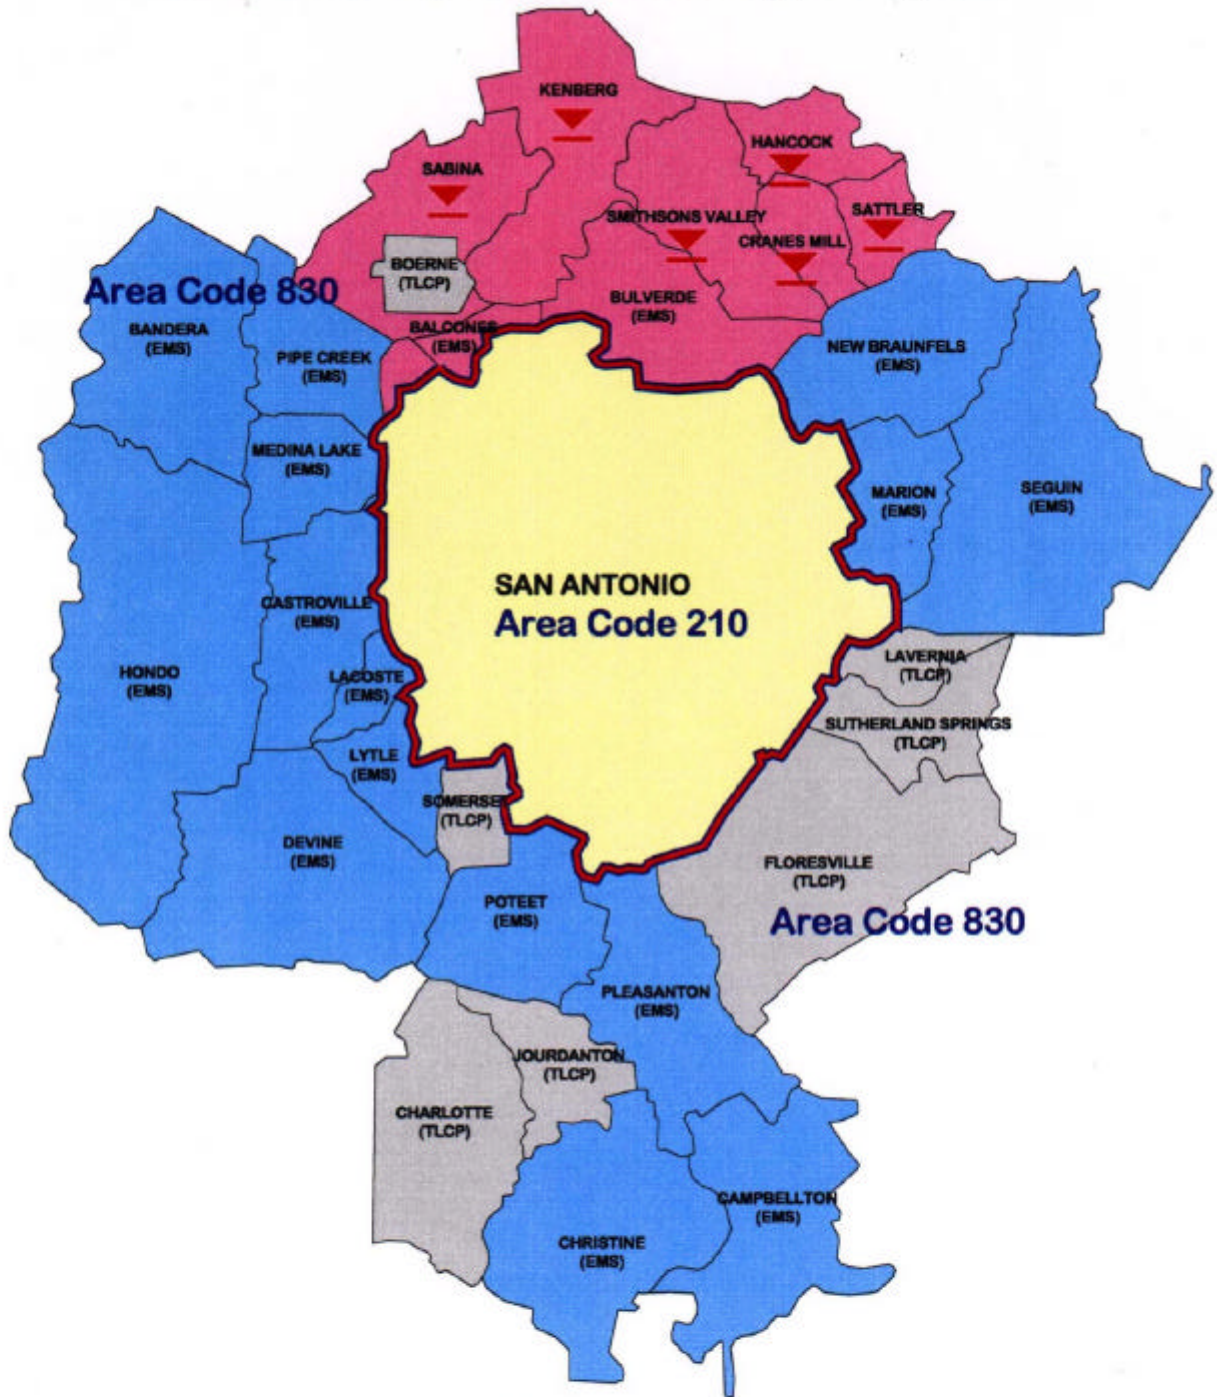 KENBERG
HANCOCK
SABINA
SATTLER
SMITHSONS VALLEY
CRANES MILL
BOERNE
(TLCP)
Area Code 830
BULVERDE
(EMS)
BANDERA
(EMS)
BALCONES
(EMS)
PIPE CREEK
(EMS)
NEW BRAUNFELS
(EMS)
MEDINA LAKE
(EMS)
MARION
(EMS)
SEGUIN
(EMS)
SAN ANTONIO
Area Code 210
CASTROVILLE
(EMS)
LAVERNIA
(TLCP)
HONDO
(EMS)
LACOSTE
(EMS)
SUTHERLAND SPRINGS
(TLCP)
LYTLE
(EMS)
SOMERSE
(TLCP)
DEVINE
(EMS)
FLORESVILLE
(TLCP)
POTEET
(EMS)
Area Code 830
PLEASANTON
(EMS)
JOURDANTON
(TLCP)
CHARLOTTE
(TLCP)
CAMPBELLTON
(EMS)
CHRISTINE
(EMS)